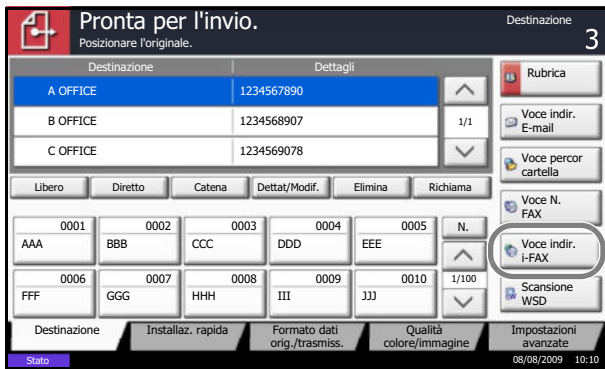 Pronta per l'invio.
Posizionare l'originale.
Destinazione
3
Destinazione Dettagli
A OFFICE 1234567890
B OFFICE 1234568907
C OFFICE 1234569078
1/1
Rubrica
Voce indir.
E-mail
Voce percor
cartella
Voce N.
FAX
Voce indir.
i-FAX
Scansione
WSD
Libero Diretto Catena Dettat/Modif. Elimina Richiama
0001 0002 0003 0004 0005 N.
AAA BBB CCC DDD EEE
0006 0007 0008 0009 0010 1/100
FFF GGG HHH III JJJ
Destinazione
Installaz. rapida
Formato dati
orig./trasmiss.
Qualità
colore/immagine
Impostazioni
avanzate
Stato 08/08/2009 10:10